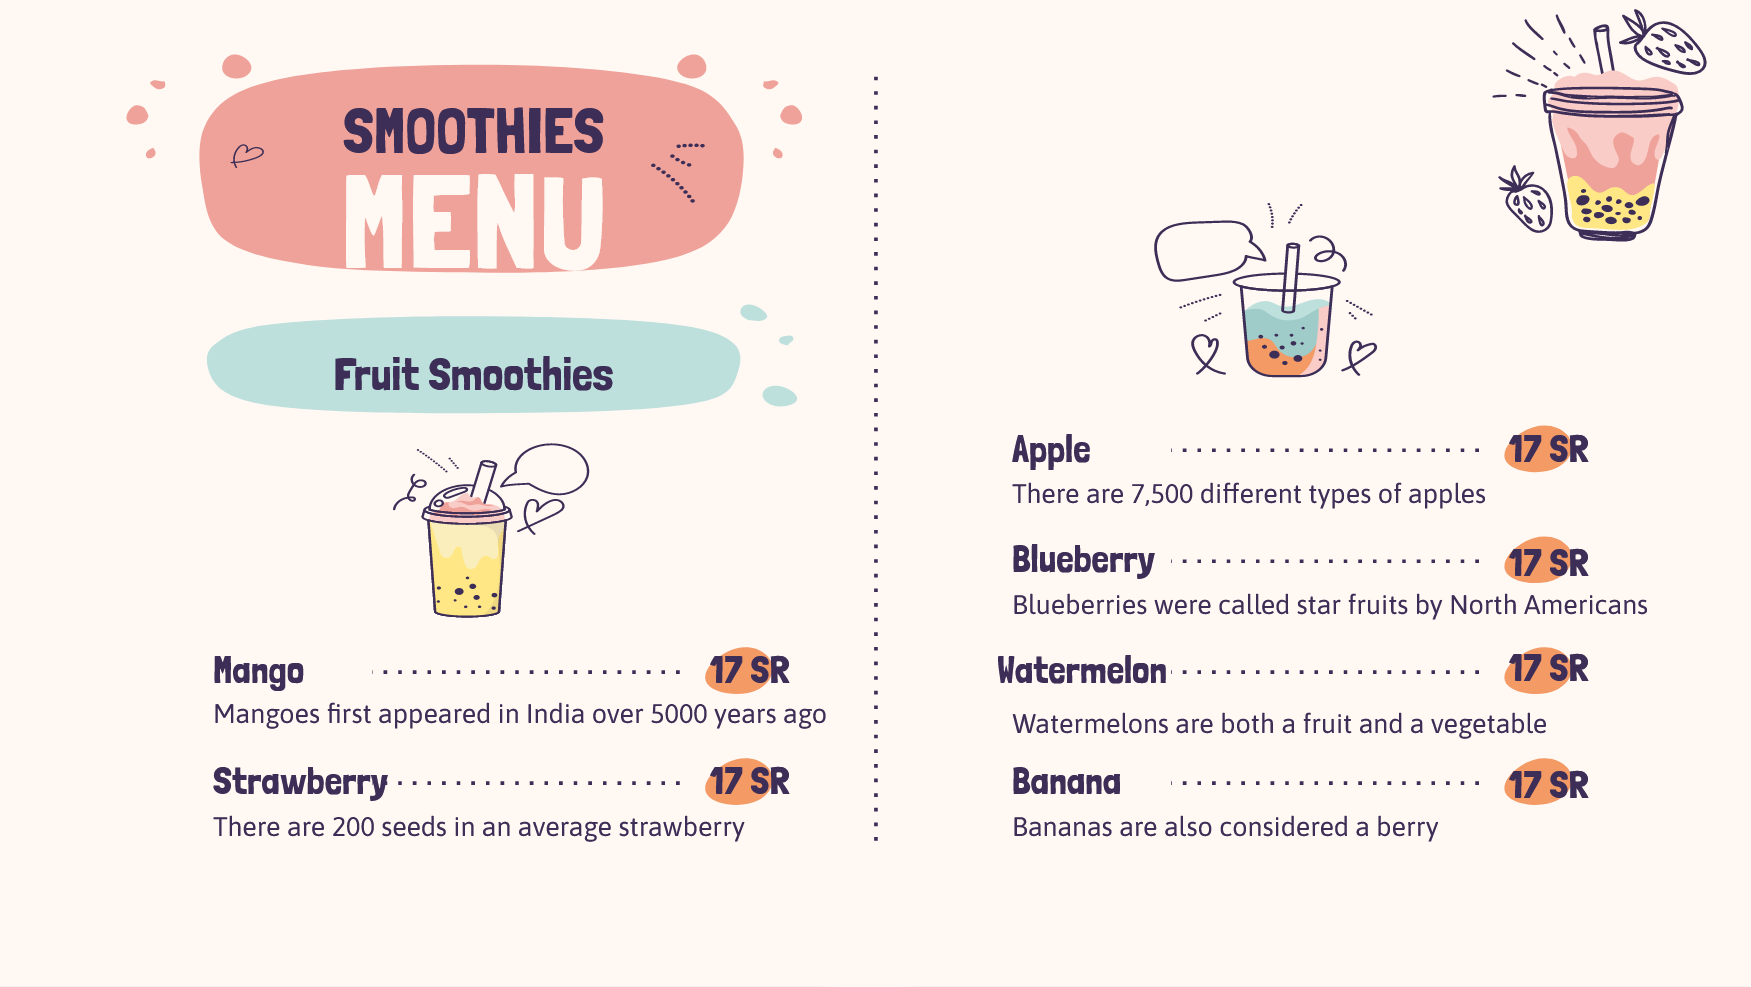 SMOOTHIES
MENU
Fruit Smoothies
Mango 17 SR
Mangoes first appeared in India over 5000 years ago
Strawberry 17 SR
There are 200 seeds in an average strawberry
Apple 17 SR
There are 7,500 different types of apples
Blueberry 17 SR
Blueberries were called star fruits by North Americans
Watermelon 17 SR
Watermelons are both a fruit and a vegetable
Banana 17 SR
Bananas are also considered a berry